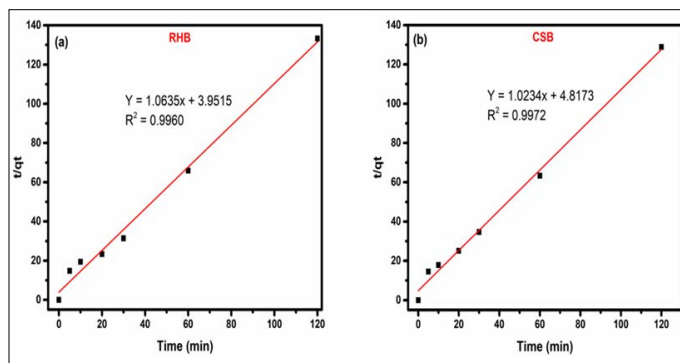 (a)
RHB
Y = 1.0635x + 3.9515
R² = 0.9960
t/qt
140
120
100
80
60
40
20
0
0 20 40 60 80 100 120
Time (min)
(b)
CSB
Y = 1.0234x + 4.8173
R² = 0.9972
t/qt
140
120
100
80
60
40
20
0
0 20 40 60 80 100 120
Time (min)